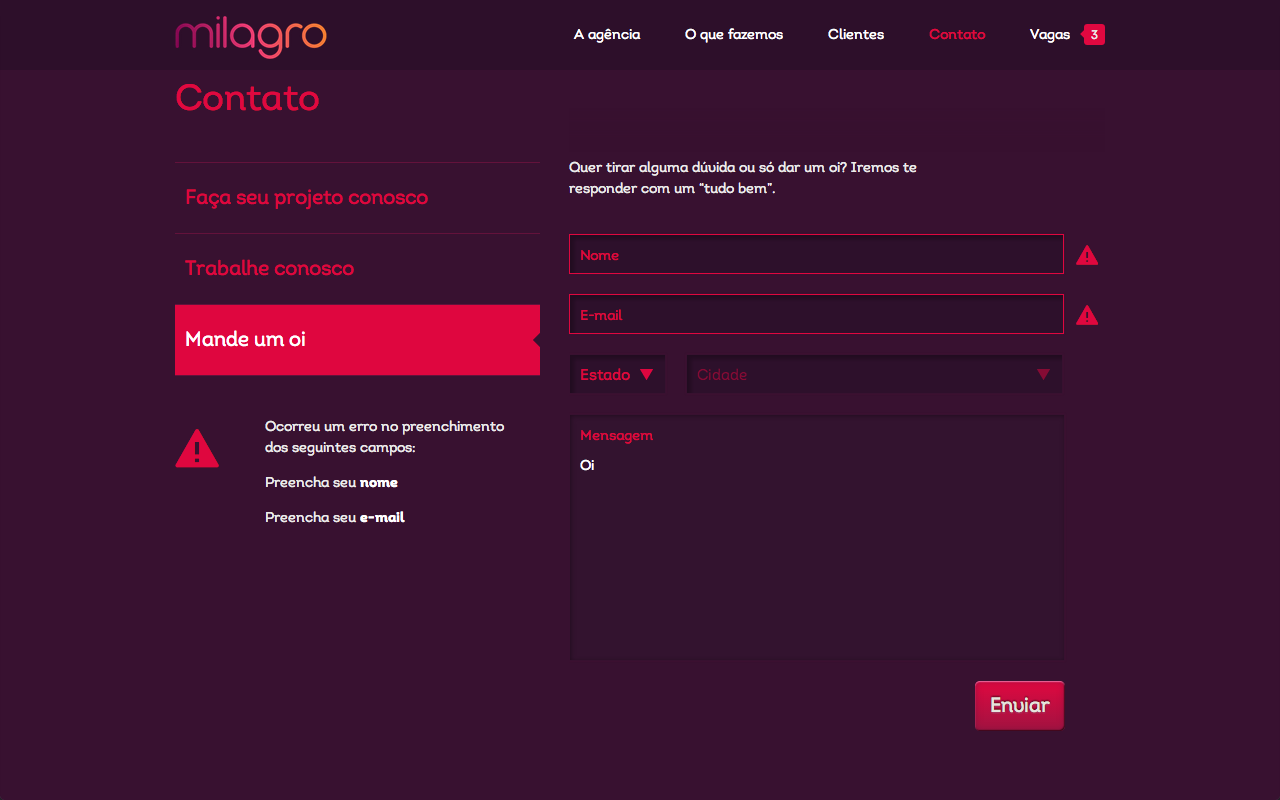 milagro
A agência
O que fazemos
Clientes
Contato
Vagas
3
Contato
Faça seu projeto conosco
Trabalhe conosco
Mande um oi
Ocorreu um erro no preenchimento
dos seguintes campos:
Preencha seu nome
Preencha seu e-mail
Quer tirar alguma dúvida ou só dar um oi? Iremos te
responder com um “tudo bem”.
Nome
E-mail
Estado
Cidade
Mensagem
Oi
Enviar